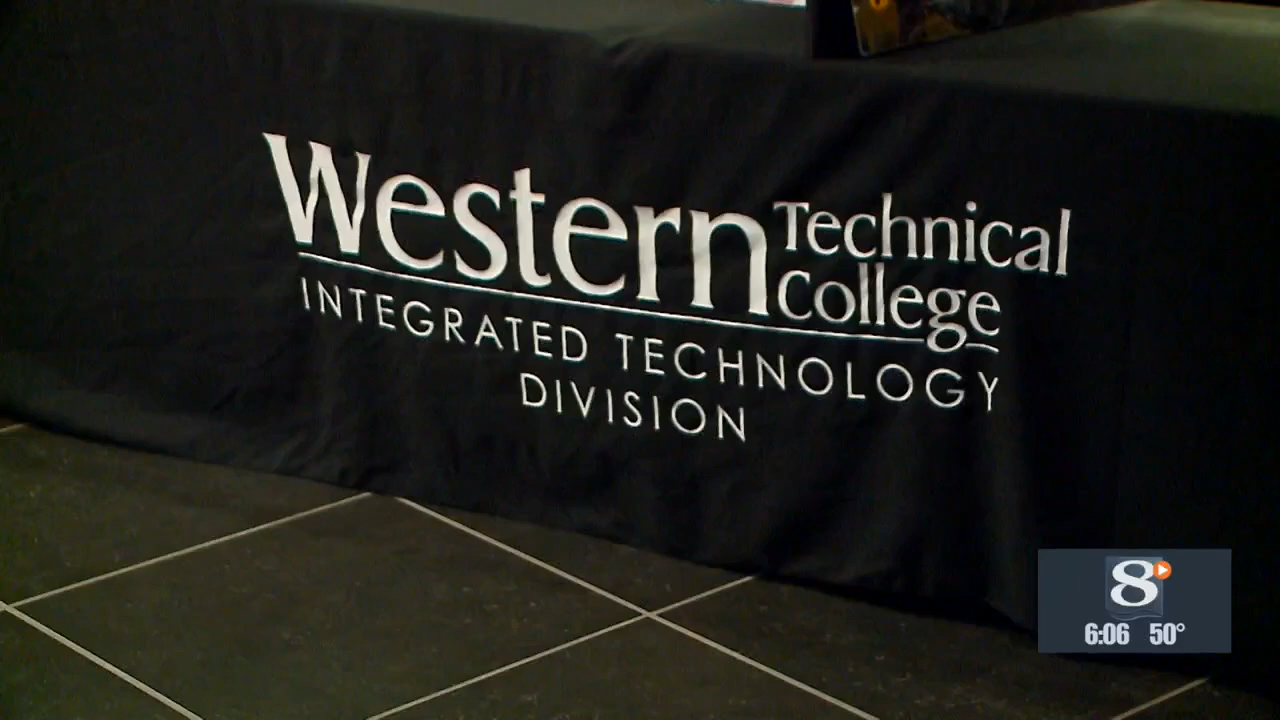 Western Technical College
INTEGRATED TECHNOLOGY
DIVISION
8
6:06 50°